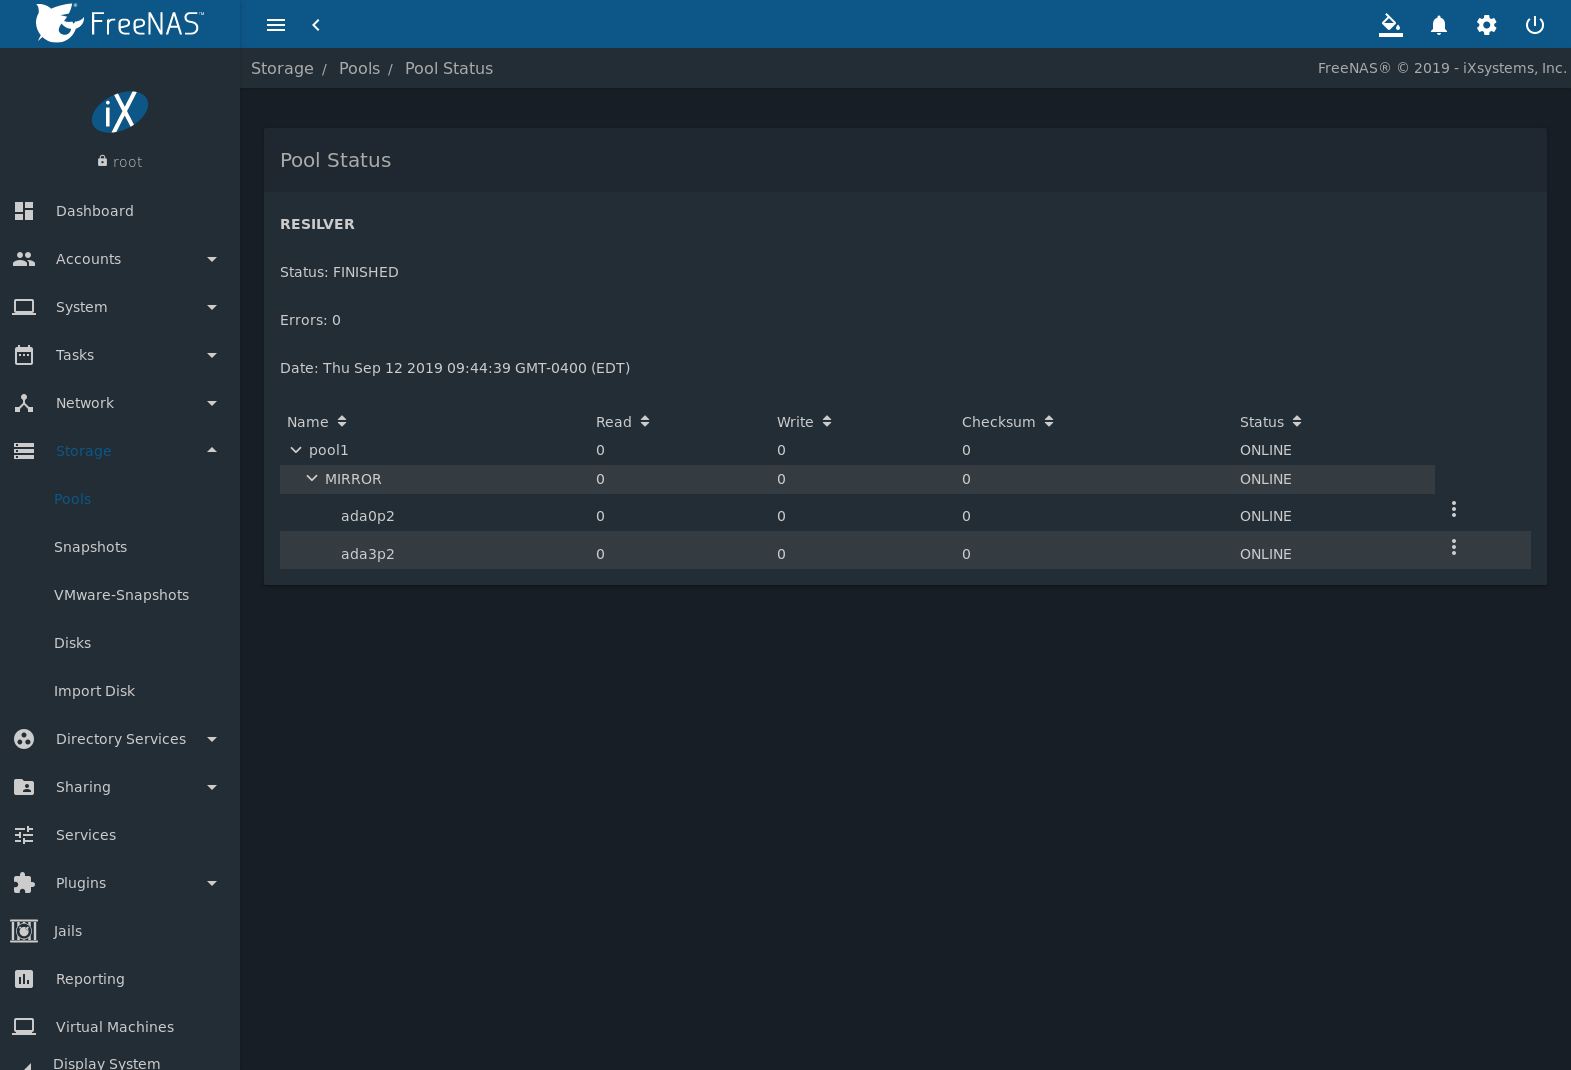 FreeNAS™
Storage / Pools / Pool Status
FreeNAS® © 2019 - iXsystems, Inc.
iX
root
Dashboard
Accounts
System
Tasks
Network
Storage
Pools
Snapshots
VMware-Snapshots
Disks
Import Disk
Directory Services
Sharing
Services
Plugins
Jails
Reporting
Virtual Machines
Display System
Pool Status
RESILVER
Status: FINISHED
Errors: 0
Date: Thu Sep 12 2019 09:44:39 GMT-0400 (EDT)
Name Read Write Checksum Status
pool1 0 0 0 ONLINE
MIRROR 0 0 0 ONLINE
ada0p2 0 0 0 ONLINE
ada3p2 0 0 0 ONLINE